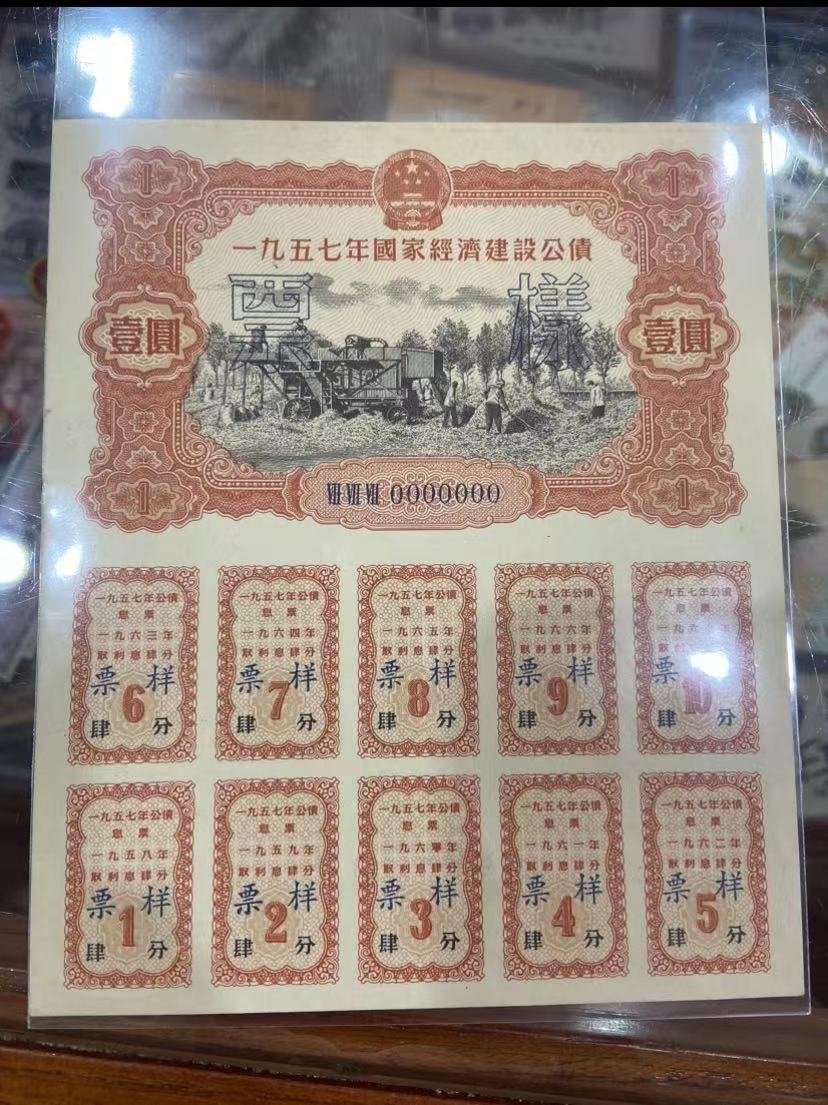 1 1
一九五七年國家經濟建設公債
票 樣
壹圓 壹圓
1 Ⅶ Ⅶ Ⅶ 0000000 1
一九五七年公債
息票
一九六三年
取利息肆分
票样
6
肆分
一九五七年公債
息票
一九六四年
取利息肆分
票样
7
肆分
一九五七年公債
息票
一九六五年
取利息肆分
票样
8
肆分
一九五七年公債
息票
一九六六年
取利息肆分
票样
9
肆分
一九五七年公債
息票
一九六 年
取利息肆分
票样
10
肆分
一九五七年公債
息票
一九五八年
取利息肆分
票样
1
肆分
一九五七年公債
息票
一九五九年
取利息肆分
票样
2
肆分
一九五七年公債
息票
一九六零年
取利息肆分
票样
3
肆分
一九五七年公債
息票
一九六一年
取利息肆分
票样
4
肆分
一九五七年公債
息票
一九六二年
取利息肆分
票样
5
肆分